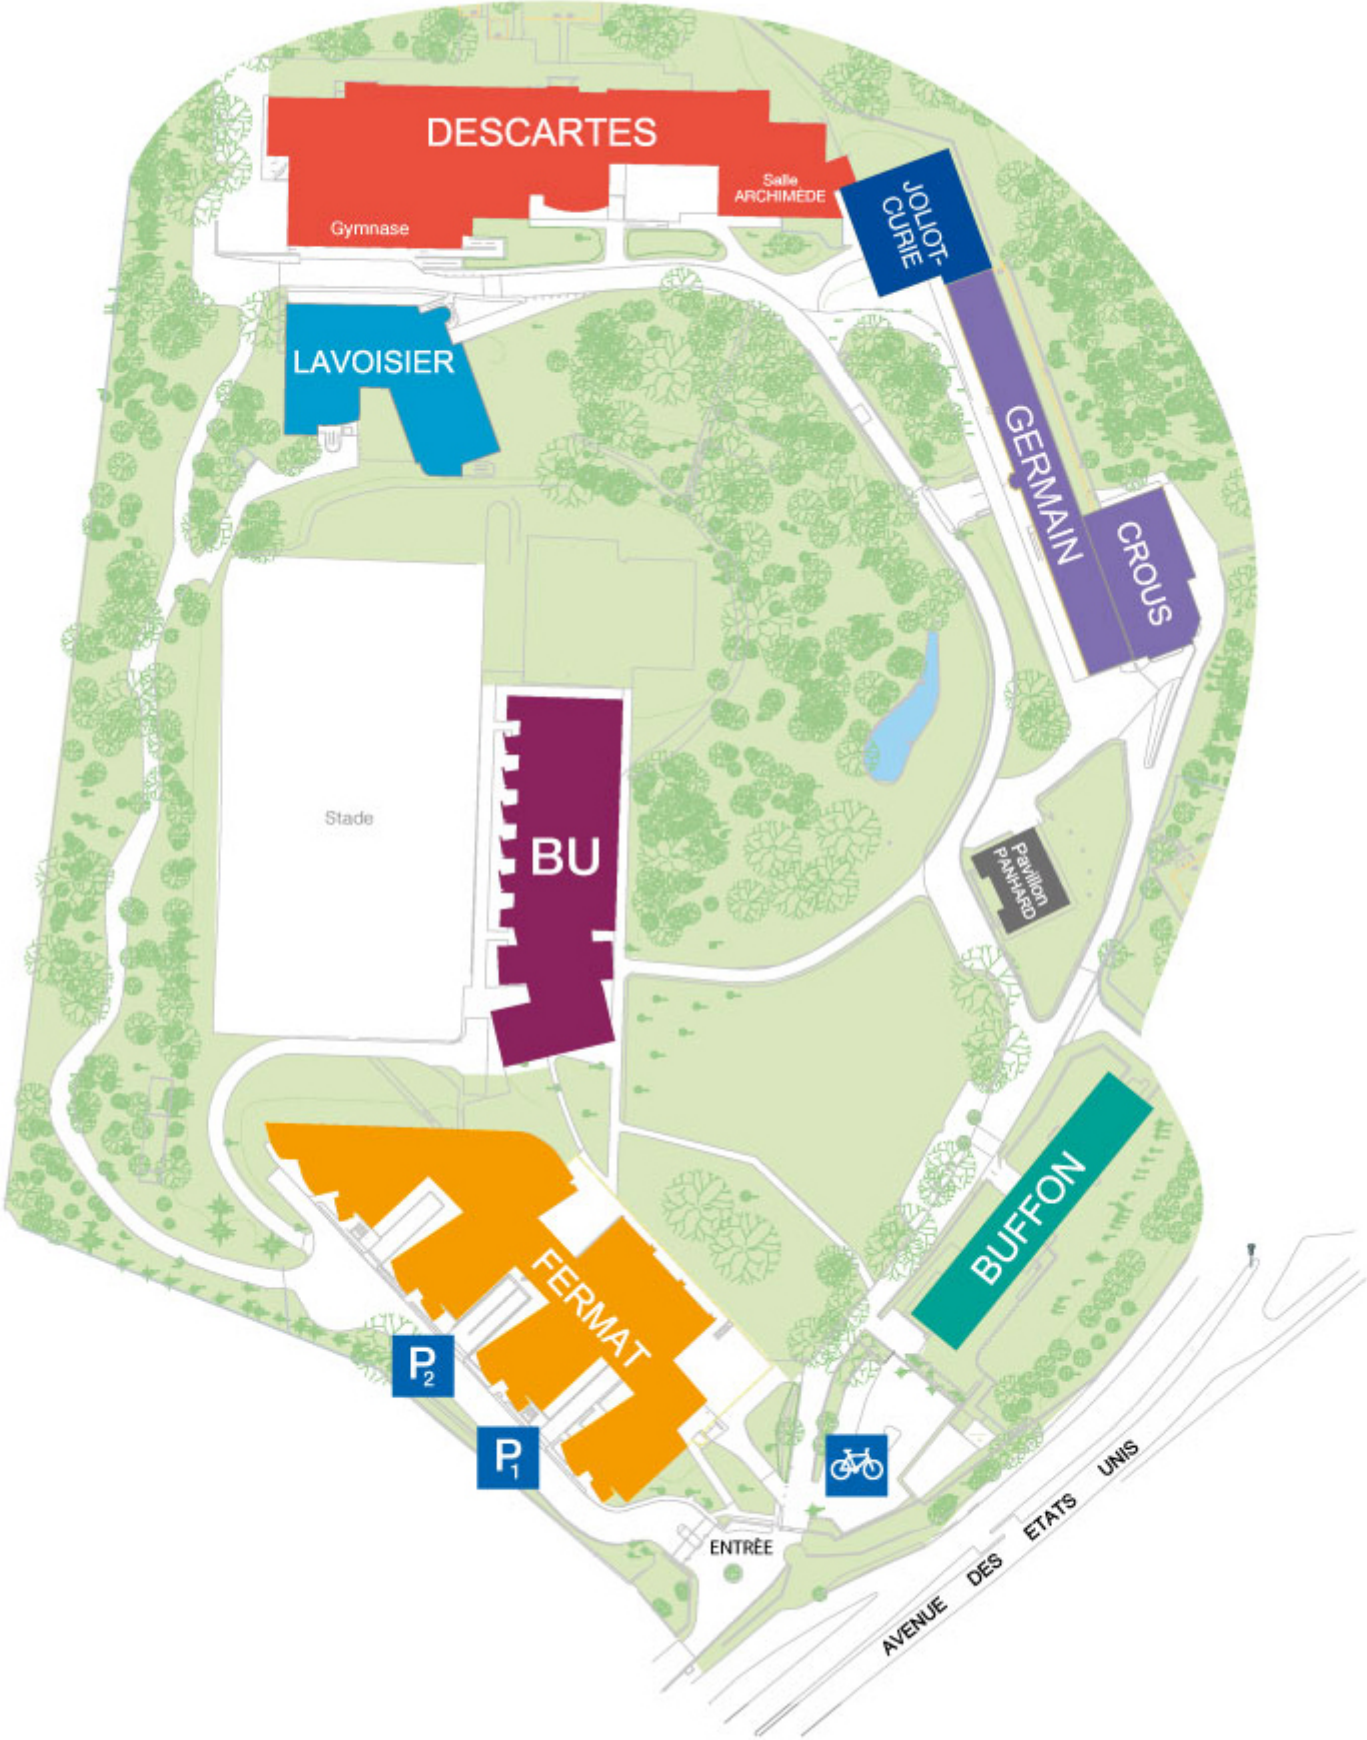 DESCARTES
Salle
ARCHIMÈDE
Gymnase
JOLIOT-
CURIE
LAVOISIER
GERMAIN
CROUS
Stade
BU
Pavillon
PANHARD
BUFFON
FERMAT
P2
P1
ENTRÈE
AVENUE DES ETATS UNIS